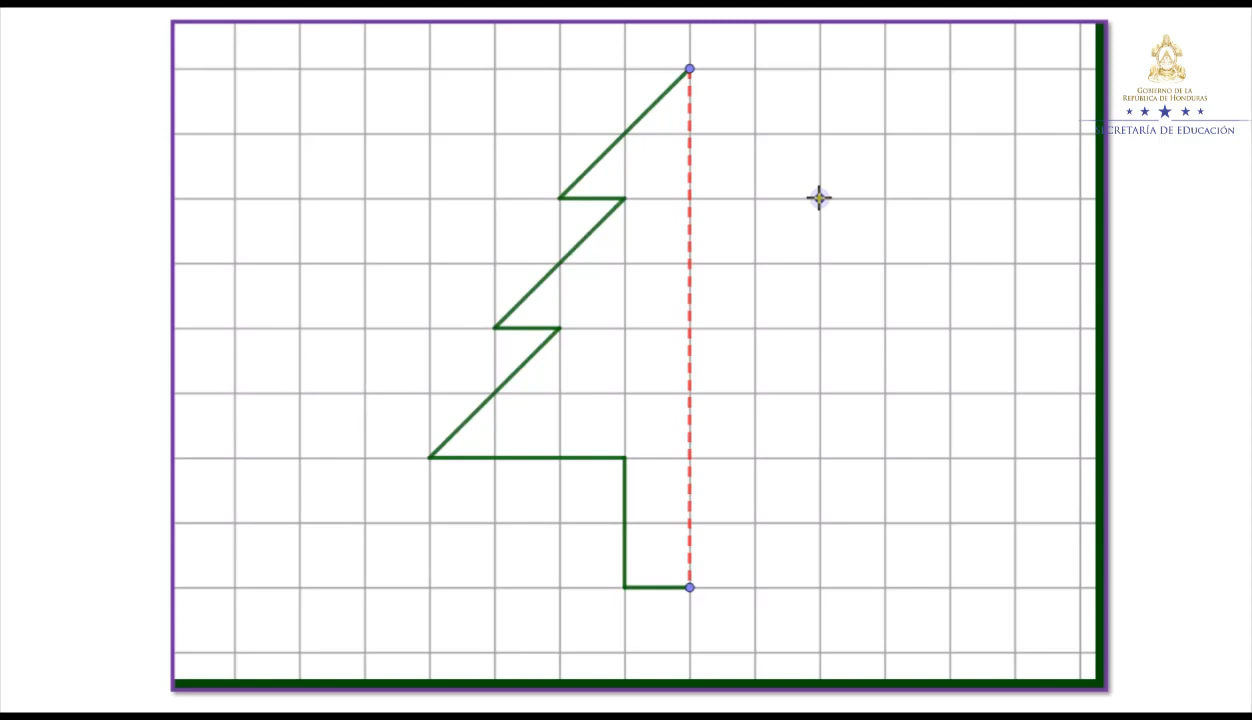 GOBIERNO DE LA
REPÚBLICA DE HONDURAS
SECRETARÍA DE EDUCACIÓN